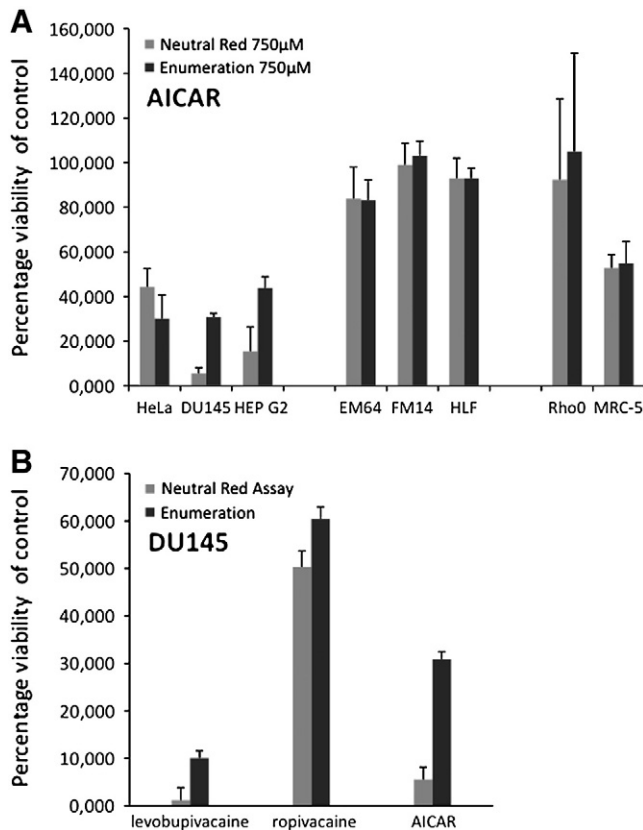 A
Percentage viability of control
160,000
140,000
120,000
100,000
80,000
60,000
40,000
20,000
0,000
Neutral Red 750µM
Enumeration 750µM
AICAR
HeLa DU145 HEP G2 EM64 FM14 HLF Rho0 MRC-5
B
Percentage viability of control
70,000
60,000
50,000
40,000
30,000
20,000
10,000
0,000
Neutral Red Assay
Enumeration
DU145
levobupivacaine ropivacaine AICAR